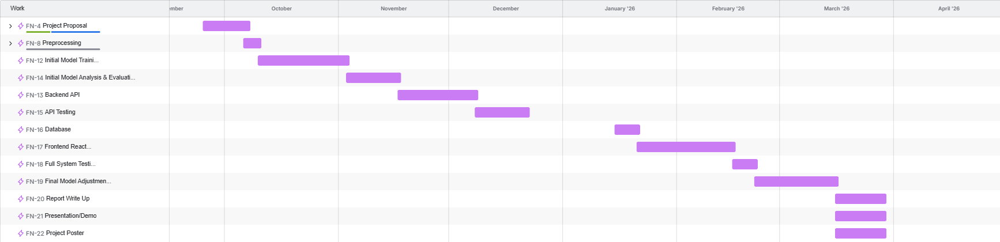 Work ember October November December January '26 February '26 March '26 April '26
FN-4 Project Proposal
FN-8 Preprocessing
FN-12 Initial Model Traini...
FN-14 Initial Model Analysis & Evaluati...
FN-13 Backend API
FN-15 API Testing
FN-16 Database
FN-17 Frontend React...
FN-18 Full System Testi...
FN-19 Final Model Adjustmen...
FN-20 Report Write Up
FN-21 Presentation/Demo
FN-22 Project Poster